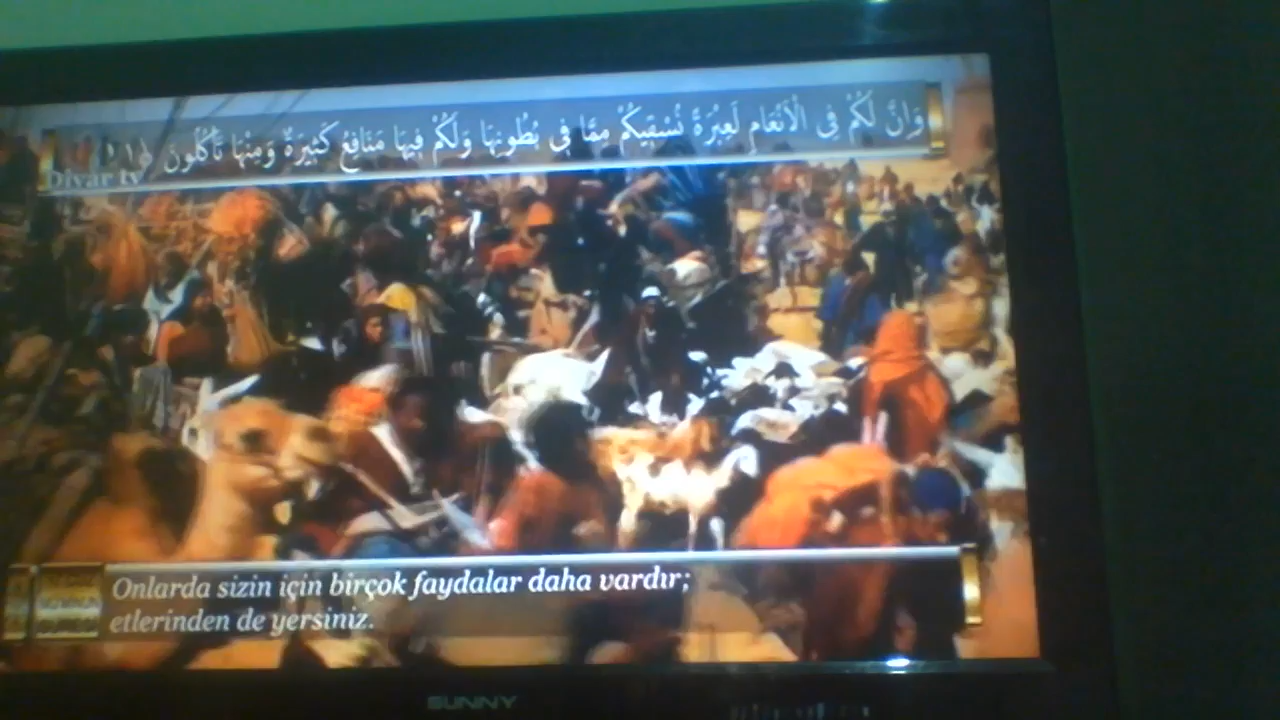 وَاِنَّ لَكُمْ فِى الْاَنْعَامِ لَعِبْرَةً نُسْقِيكُمْ مِمَّا فِى بُطُونِهَا وَلَكُمْ فِيهَا مَنَافِعُ كَثِيرَةٌ وَمِنْهَا تَأْكُلُونَ
Divar tv
Onlarda sizin için birçok faydalar daha vardır;
etlerinden de yersiniz.
SUNNY